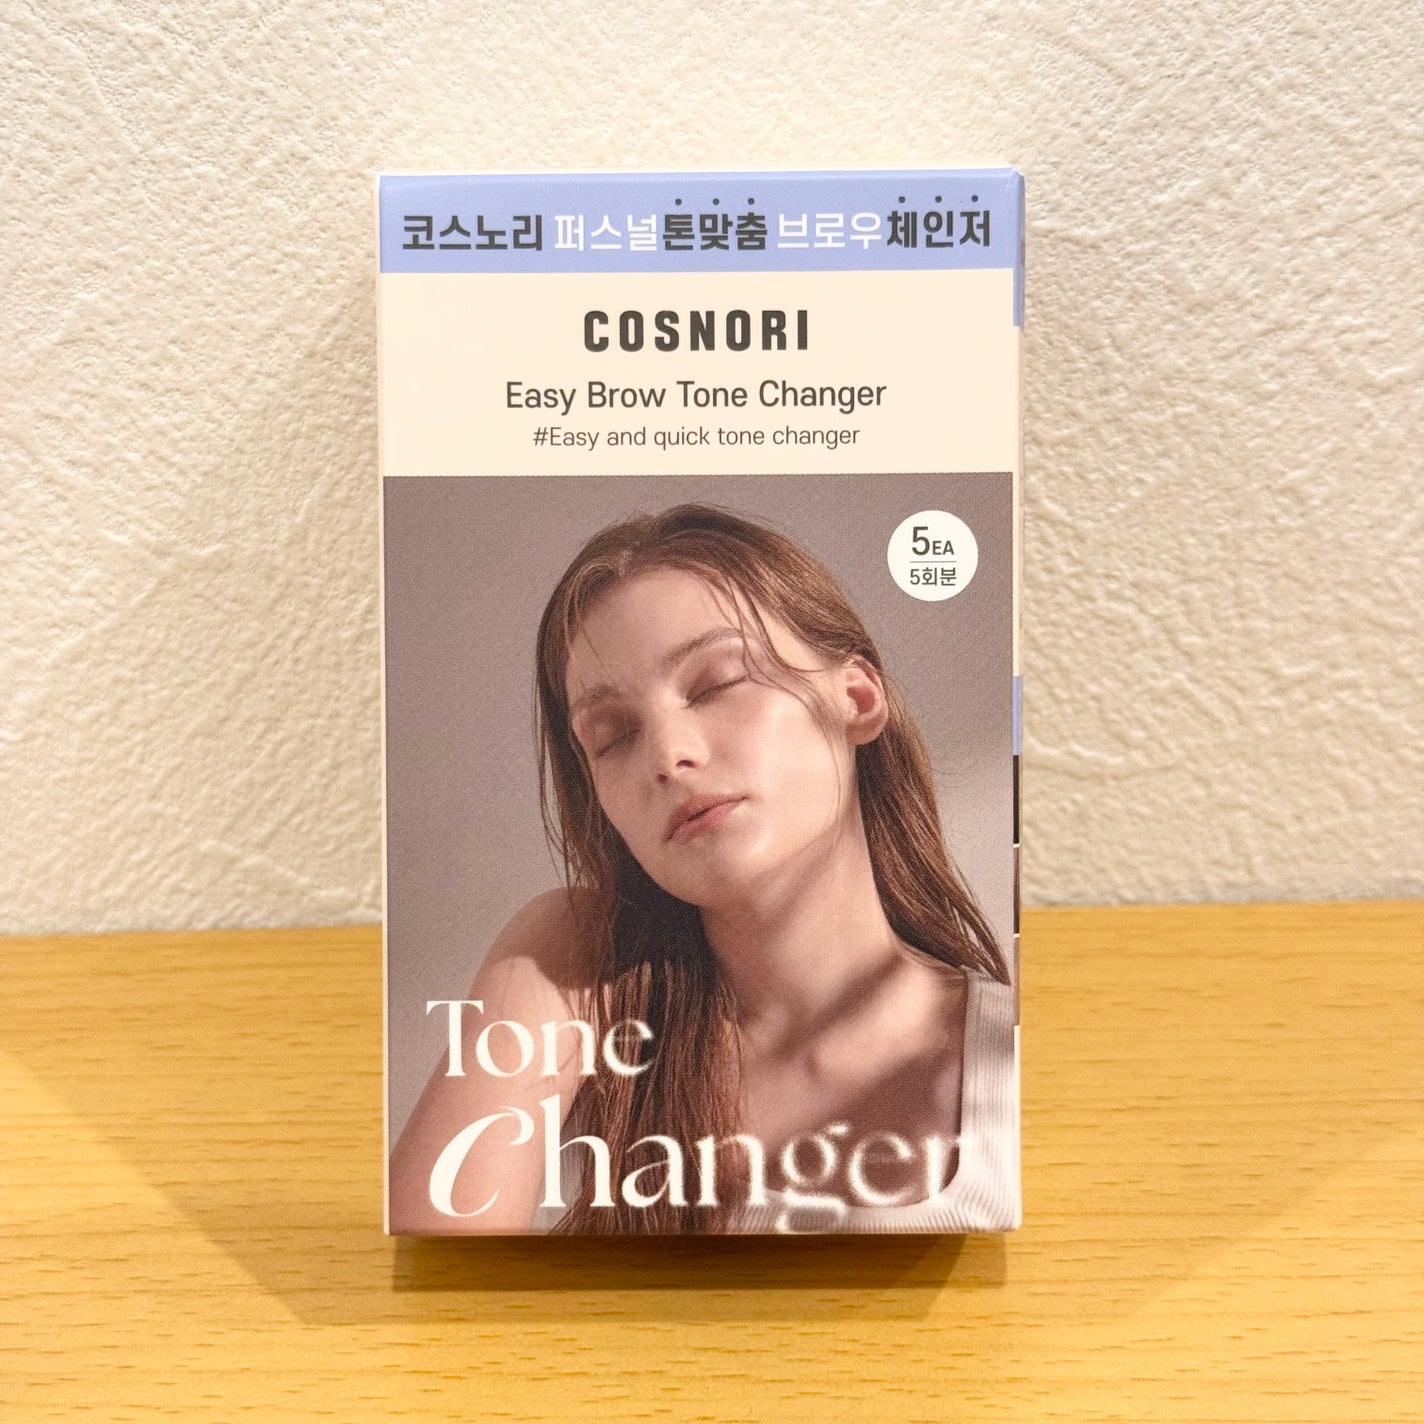 코스노리 퍼스널톤맞춤 브로우체인저
COSNORI
Easy Brow Tone Changer
#Easy and quick tone changer
5EA
5회분
Tone
Changer